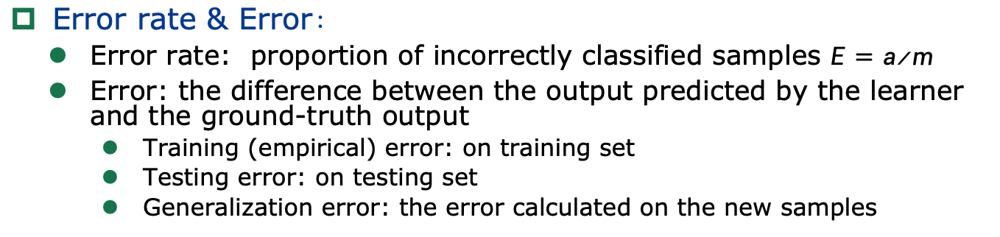 Error rate & Error:
Error rate: proportion of incorrectly classified samples E = a/m
Error: the difference between the output predicted by the learner
and the ground-truth output
Training (empirical) error: on training set
Testing error: on testing set
Generalization error: the error calculated on the new samples